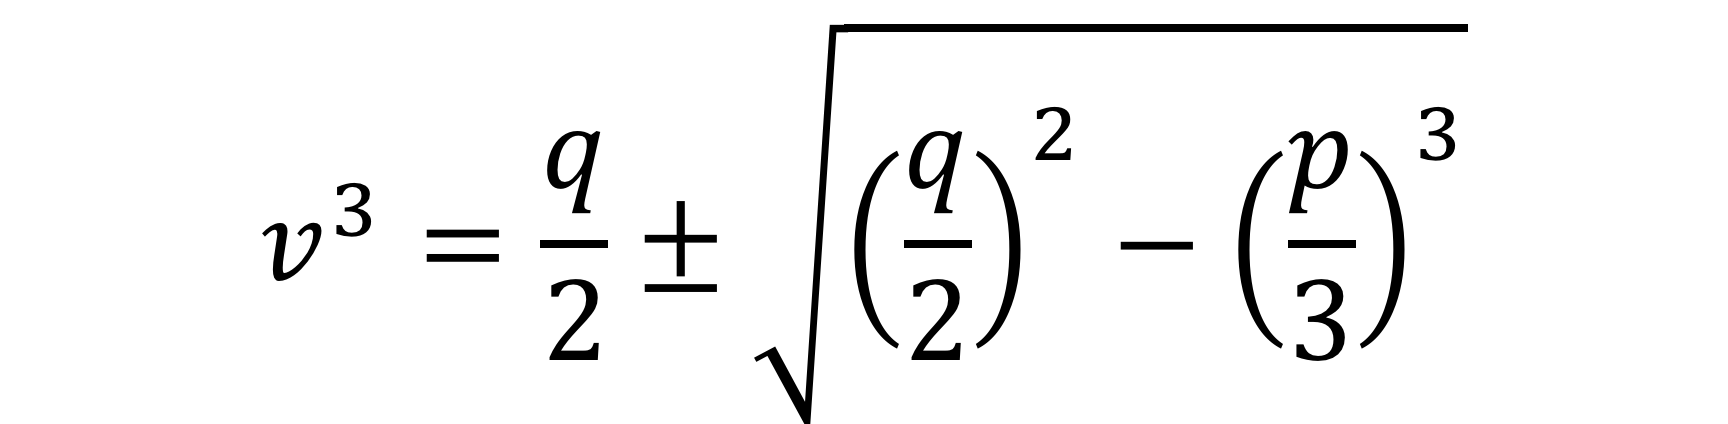 v³ = q/2 ± √((q/2)² − (p/3)³)